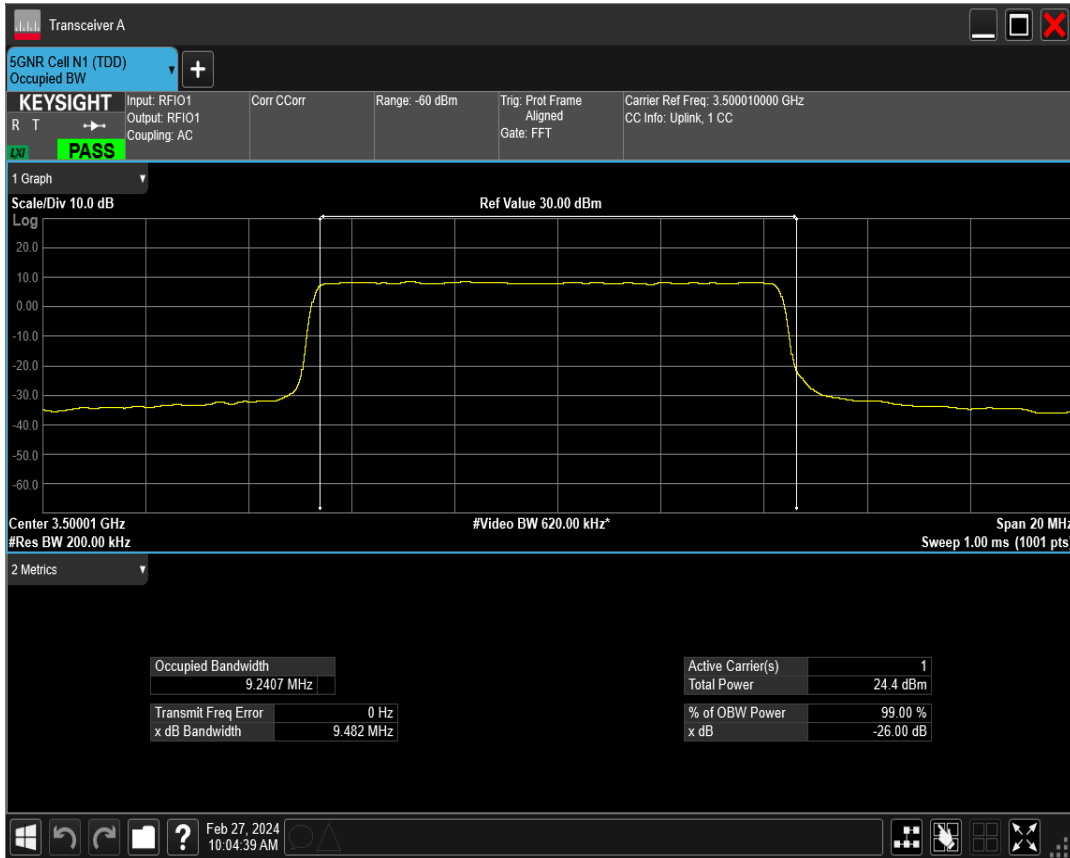 Transceiver A
5GNR Cell N1 (TDD)
Occupied BW
+
KEYSIGHT
R T
LXI
PASS
Input: RFIO1
Output: RFIO1
Coupling: AC
Corr CCorr
Range: -60 dBm
Trig: Prot Frame
Aligned
Gate: FFT
Carrier Ref Freq: 3.500010000 GHz
CC Info: Uplink, 1 CC
1 Graph
Scale/Div 10.0 dB
Ref Value 30.00 dBm
Log
20.0
10.0
0.00
-10.0
-20.0
-30.0
-40.0
-50.0
-60.0
Center 3.50001 GHz
#Video BW 620.00 kHz*
Span 20 MHz
#Res BW 200.00 kHz
Sweep 1.00 ms (1001 pts)
2 Metrics
Occupied Bandwidth
9.2407 MHz
Transmit Freq Error 0 Hz
x dB Bandwidth 9.482 MHz
Active Carrier(s) 1
Total Power 24.4 dBm
% of OBW Power 99.00 %
x dB -26.00 dB
?
Feb 27, 2024
10:04:39 AM